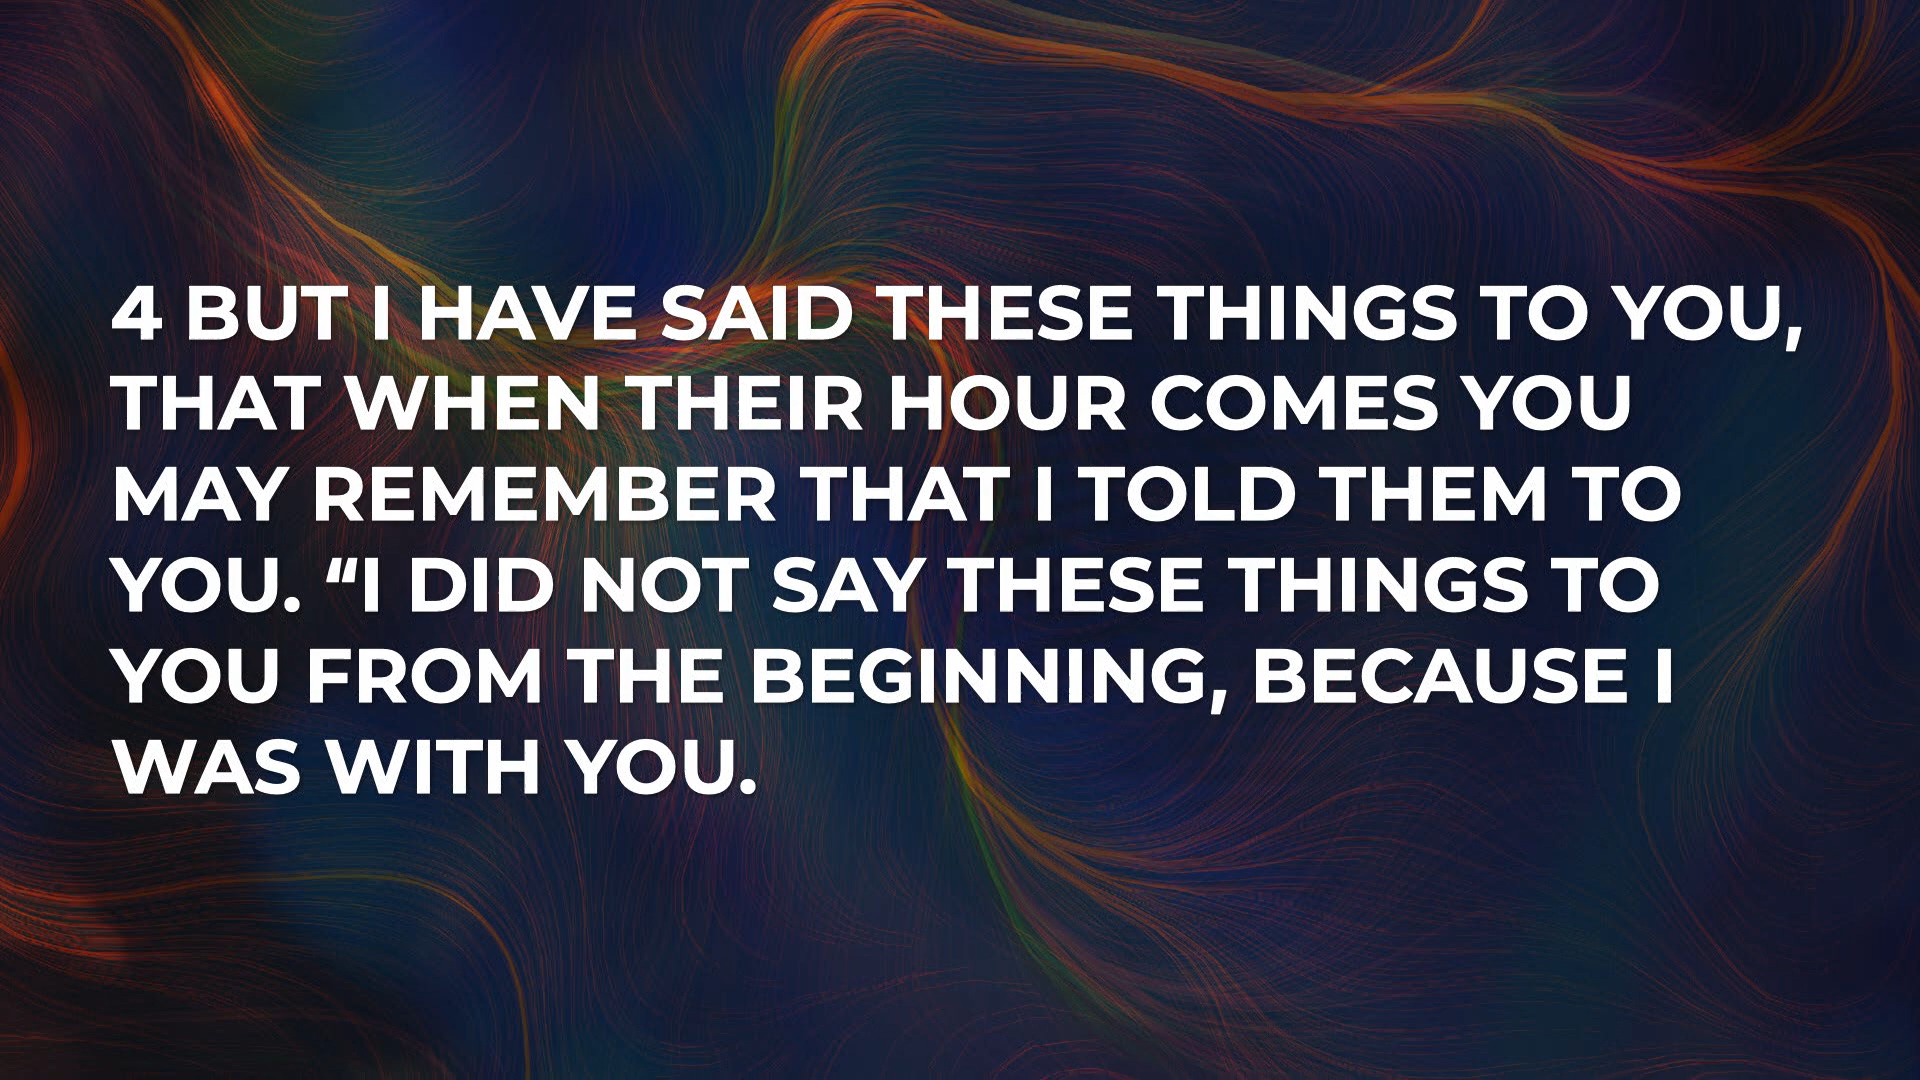 4 BUT I HAVE SAID THESE THINGS TO YOU,
THAT WHEN THEIR HOUR COMES YOU
MAY REMEMBER THAT I TOLD THEM TO
YOU. “I DID NOT SAY THESE THINGS TO
YOU FROM THE BEGINNING, BECAUSE I
WAS WITH YOU.